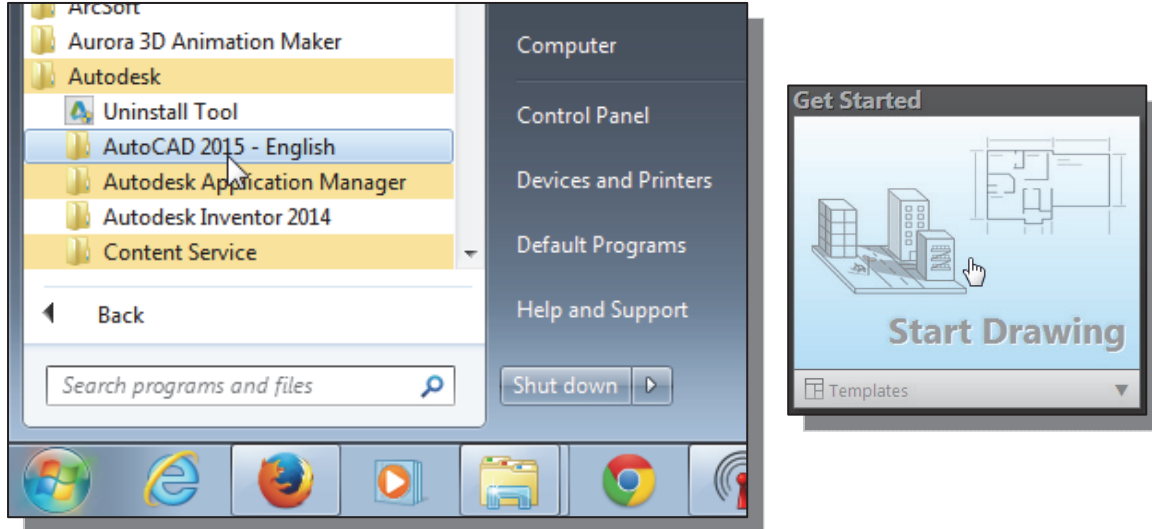 ArcSoft
Aurora 3D Animation Maker
Autodesk
Uninstall Tool
AutoCAD 2015 - English
Autodesk Application Manager
Autodesk Inventor 2014
Content Service
Back
Search programs and files
Computer
Control Panel
Devices and Printers
Default Programs
Help and Support
Shut down
Get Started
Start Drawing
Templates